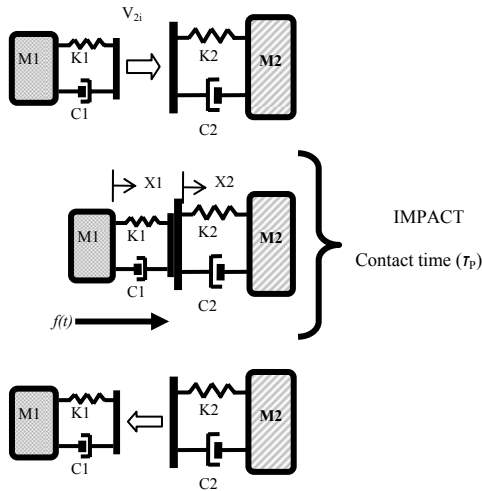 V2i
M1
K1
C1
K2
C2
M2
X1
X2
M1
K1
C1
K2
C2
M2
f(t)
IMPACT
Contact time (τP)
M1
K1
C1
K2
C2
M2